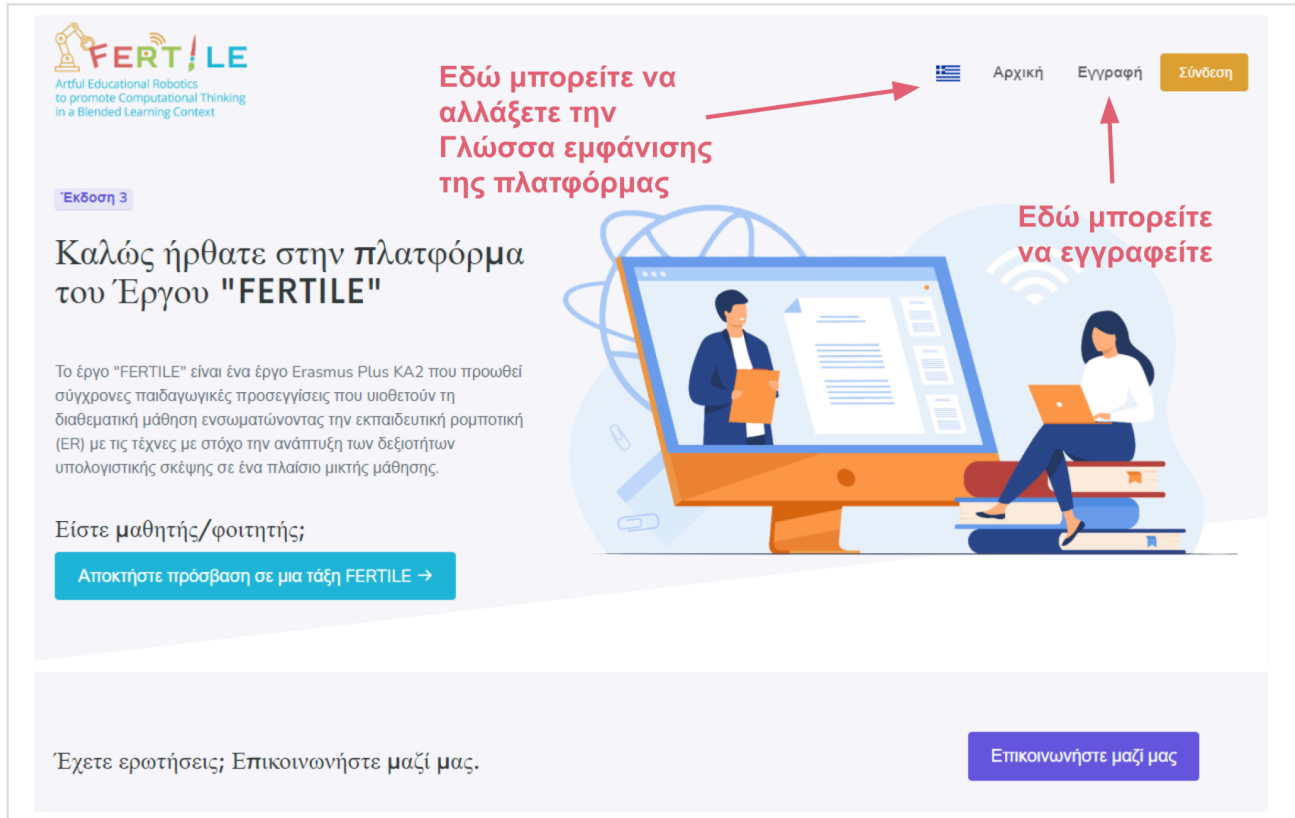 FERTILE
Artful Educational Robotics
to promote Computational Thinking
in a Blended Learning Context
Εδώ μπορείτε να
αλλάξετε την
Γλώσσα εμφάνισης
της πλατφόρμας
Αρχική Εγγραφή Σύνδεση
Εδώ μπορείτε
να εγγραφείτε
Έκδοση 3
Καλώς ήρθατε στην πλατφόρμα
του Έργου "FERTILE"
Το έργο "FERTILE" είναι ένα έργο Erasmus Plus KA2 που προωθεί
σύγχρονες παιδαγωγικές προσεγγίσεις που υιοθετούν τη
διαθεματική μάθηση ενσωματώνοντας την εκπαιδευτική ρομποτική
(ER) με τις τέχνες με στόχο την ανάπτυξη των δεξιοτήτων
υπολογιστικής σκέψης σε ένα πλαίσιο μικτής μάθησης.
Είστε μαθητής/φοιτητής;
Αποκτήστε πρόσβαση σε μια τάξη FERTILE →
Έχετε ερωτήσεις; Επικοινωνήστε μαζί μας.
Επικοινωνήστε μαζί μας